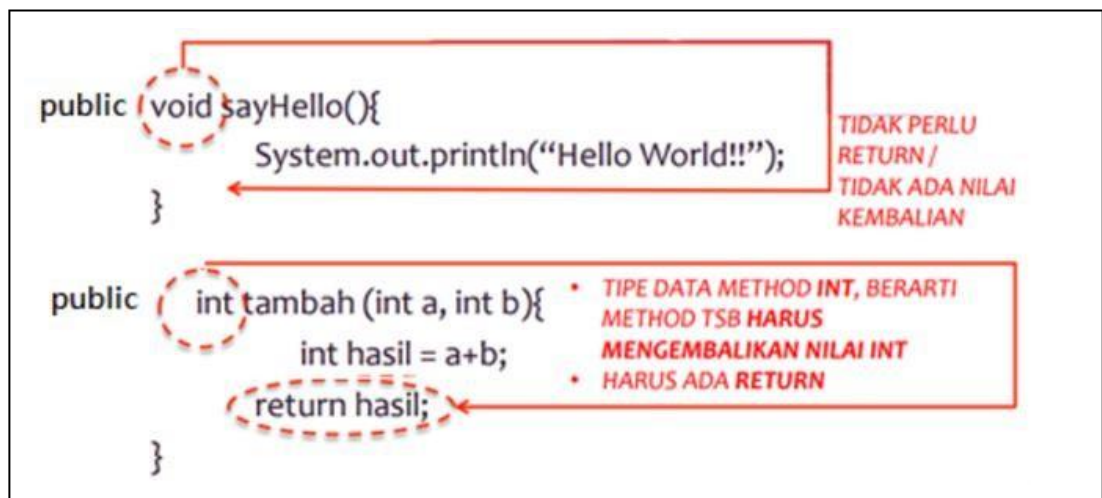 public void sayHello(){
System.out.println(“Hello World!!”);
}
TIDAK PERLU
RETURN /
TIDAK ADA NILAI
KEMBALIAN
public int tambah (int a, int b){
int hasil = a+b;
return hasil;
}
• TIPE DATA METHOD INT, BERARTI
METHOD TSB HARUS
MENGEMBALIKAN NILAI INT
• HARUS ADA RETURN